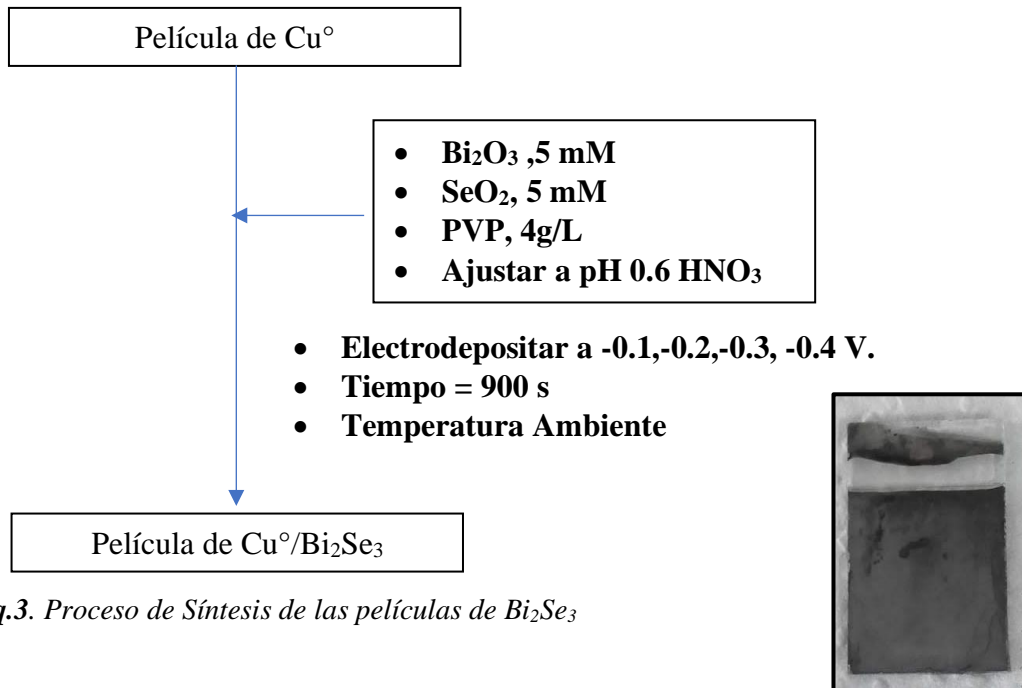 Película de Cu°
• Bi₂O₃ ,5 mM
• SeO₂, 5 mM
• PVP, 4g/L
• Ajustar a pH 0.6 HNO₃
• Electrodepositar a -0.1,-0.2,-0.3, -0.4 V.
• Tiempo = 900 s
• Temperatura Ambiente
Película de Cu°/Bi₂Se₃
q.3. Proceso de Síntesis de las películas de Bi₂Se₃